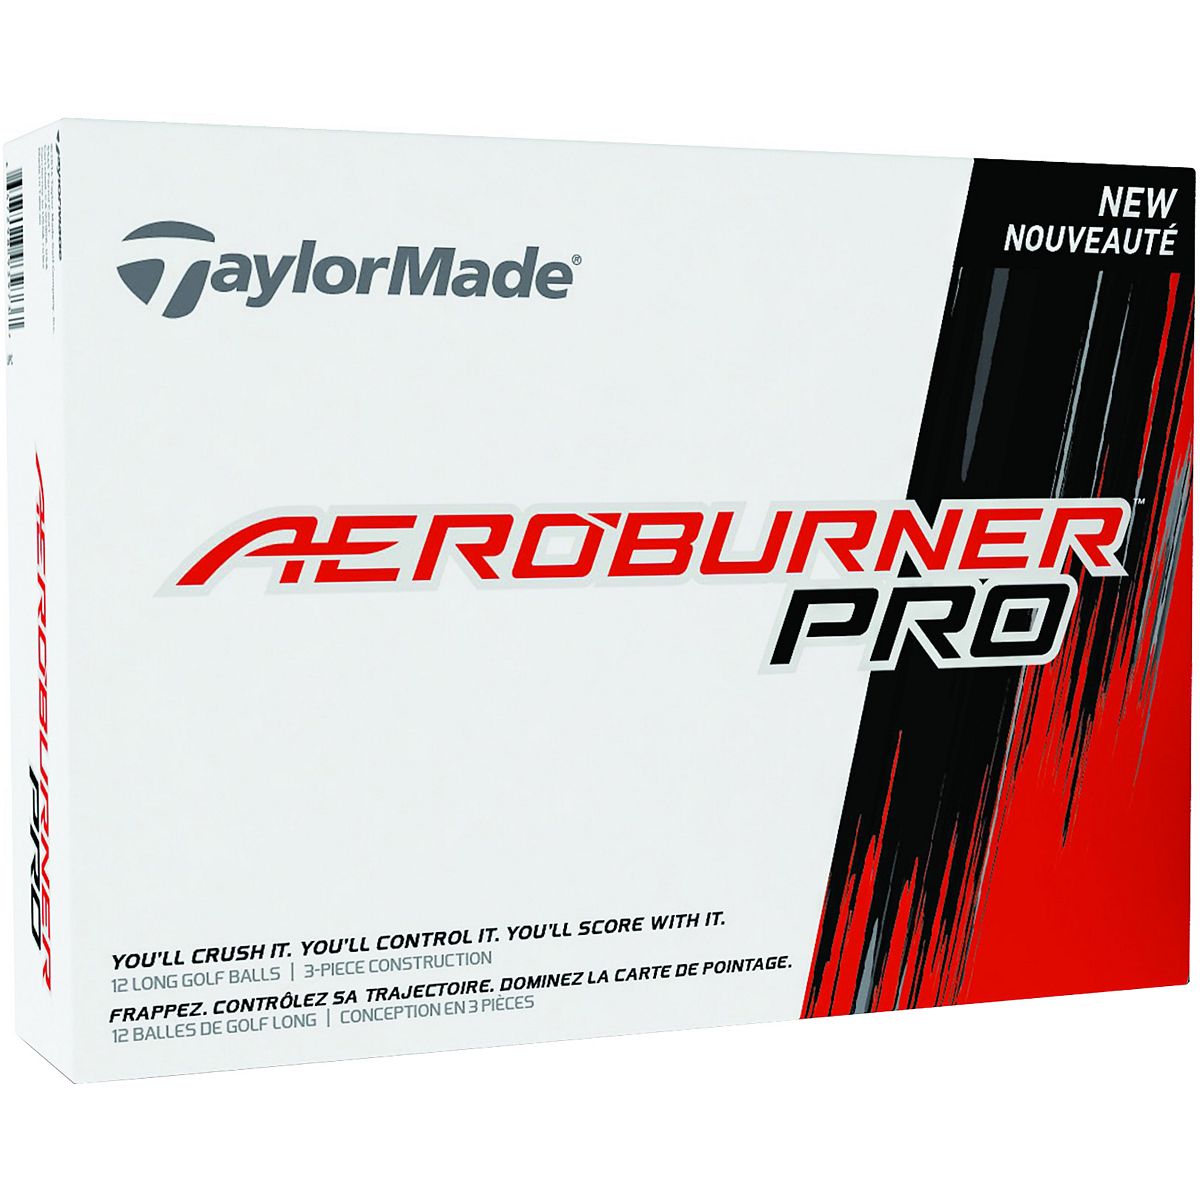 TaylorMade®
NEW
NOUVEAUTÉ
AEROBURNER™
PRO
YOU'LL CRUSH IT. YOU'LL CONTROL IT. YOU'LL SCORE WITH IT.
12 LONG GOLF BALLS | 3-PIECE CONSTRUCTION
FRAPPEZ. CONTRÔLEZ SA TRAJECTOIRE. DOMINEZ LA CARTE DE POINTAGE.
12 BALLES DE GOLF LONG | CONCEPTION EN 3 PIÈCES
AEROBURNER
PRO
TaylorMade